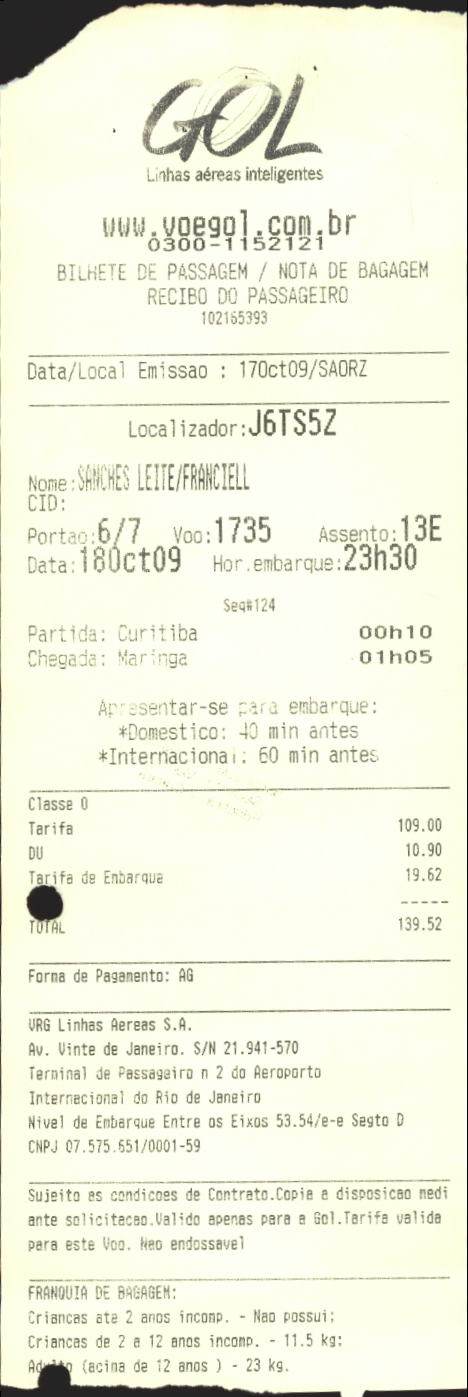 GOL
Linhas aéreas inteligentes
www.voegol.com.br
0300-1152121
BILHETE DE PASSAGEM / NOTA DE BAGAGEM
RECIBO DO PASSAGEIRO
102165393
Data/Local Emissao : 17Oct09/SAORZ
Localizador:J6TS5Z
Nome:SANCHES LEITE/FRANCIELL
CID:
Portao:6/7 Voo:1735 Assento:13E
Data:18Oct09 Hor.embarque:23h30
Seq#124
Partida: Curitiba 00h10
Chegada: Maringa 01h05
Apresentar-se para embarque:
*Domestico: 40 min antes
*Internacional: 60 min antes
Classe O
Tarifa 109.00
DU 10.90
Tarifa de Embarque 19.62
-----
TOTAL 139.52
Forma de Pagamento: AG
VRG Linhas Aereas S.A.
Av. Vinte de Janeiro. S/N 21.941-570
Terminal de Passageiro n 2 do Aeroporto
Internecional do Rio de Janeiro
Nivel de Embarque Entre os Eixos 53.54/e-e Segto D
CNPJ 07.575.651/0001-59
Sujeito as condicoes de Contrato.Copia a disposicao medi
ante solicitacao.Valido apenas para a Gol.Tarifa valida
para este Voo. Nao endossavel
FRANQUIA DE BAGAGEM:
Criancas ate 2 anos incomp. - Nao possui;
Criancas de 2 a 12 anos incomp. - 11.5 kg;
Adulto (acima de 12 anos ) - 23 kg.